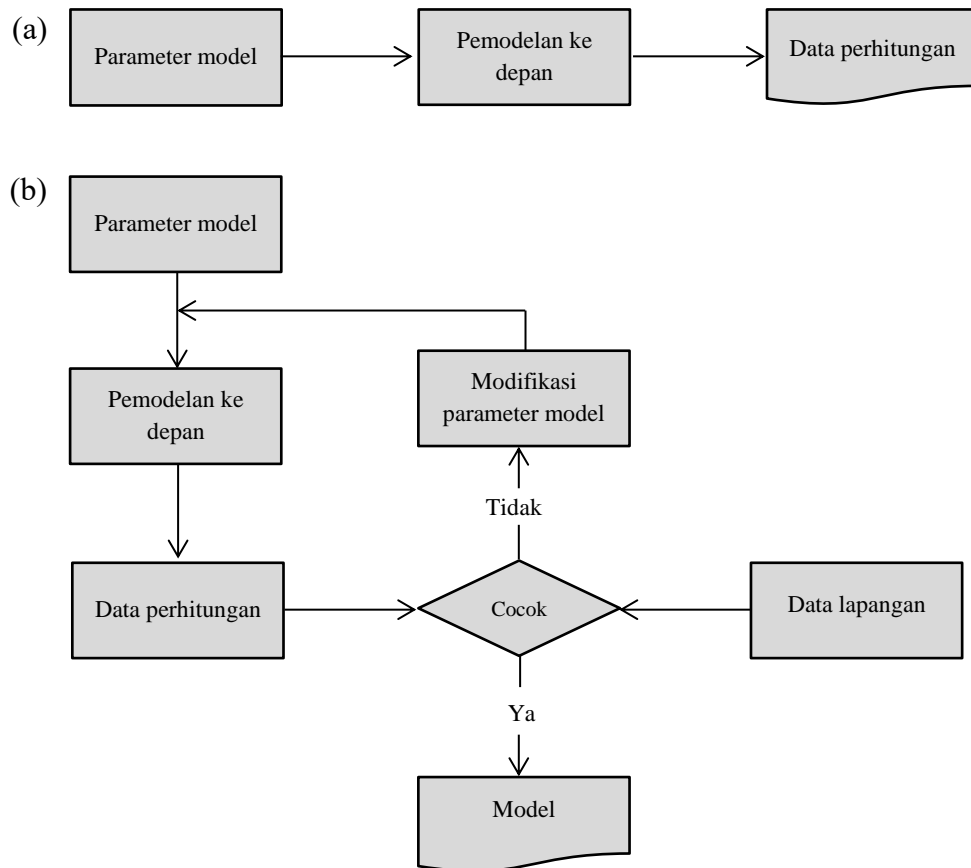 (a)
Parameter model
Pemodelan ke
depan
Data perhitungan
(b)
Parameter model
Pemodelan ke
depan
Modifikasi
parameter model
Tidak
Data perhitungan
Cocok
Data lapangan
Ya
Model